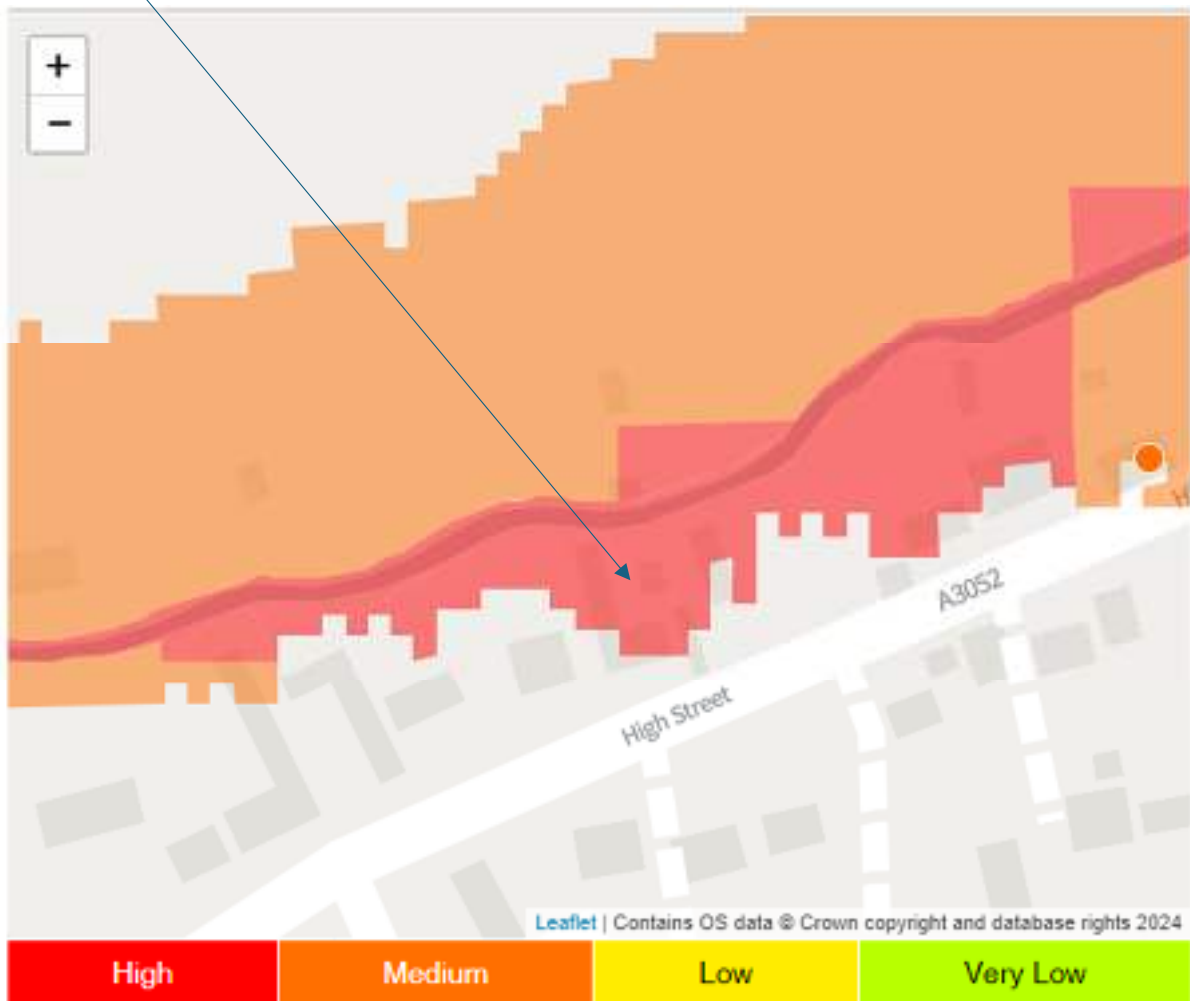 +
−
A3052
High Street
Leaflet | Contains OS data © Crown copyright and database rights 2024
High Medium Low Very Low